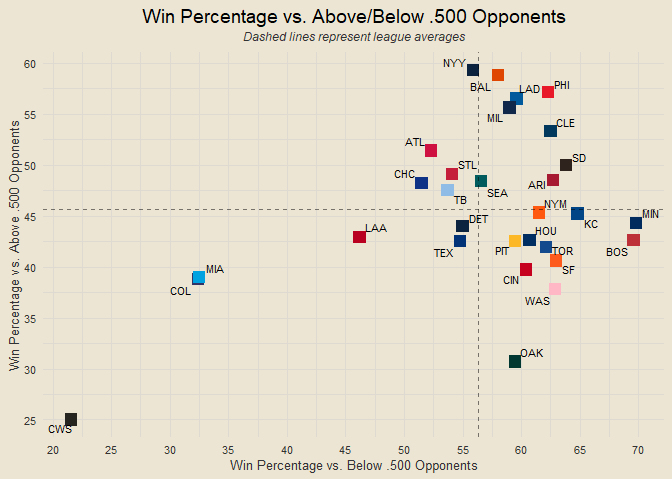 Win Percentage vs. Above/Below .500 Opponents
Dashed lines represent league averages
Win Percentage vs. Above .500 Opponents
60
55
50
45
40
35
30
25
NYY
BAL
LAD
PHI
MIL
CLE
ATL
STL
SD
CHC
TB
SEA
ARI
NYM
KC
MIN
LAA
DET
TEX
PIT
HOU
TOR
BOS
MIA
COL
CIN
SF
WAS
OAK
CWS
20 25 30 35 40 45 50 55 60 65 70
Win Percentage vs. Below .500 Opponents